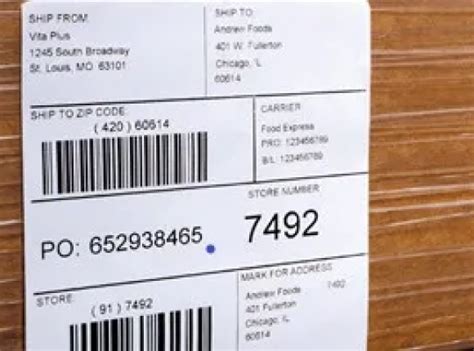 SHIP FROM:
Vita Plus
1245 South Broadway
St. Louis, MO 63101
SHIP TO:
Andrew Foods
401 W. Fullerton
Chicago, IL
60614
SHIP TO ZIP CODE:
(420) 60614
CARRIER
Food Express
PRO: 123456789
B/L: 123456789
PO: 652938465
STORE NUMBER
7492
STORE:
(91) 7492
MARK FOR ADDRESS
Andrew Foods 7492
401 Fullerton
Chicago, IL
60614